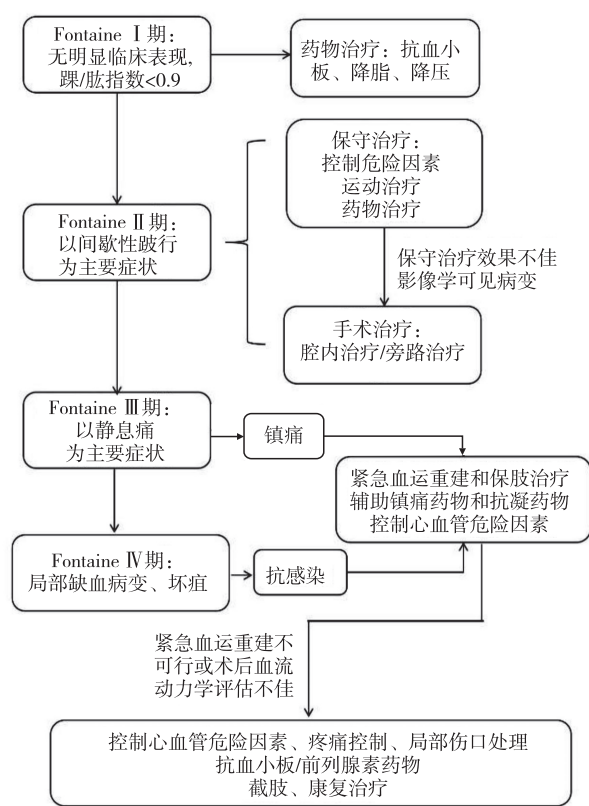 Fontaine Ⅰ期：
无明显临床表现，
踝/肱指数<0.9
药物治疗：抗血小
板、降脂、降压
保守治疗：
控制危险因素
运动治疗
药物治疗
Fontaine Ⅱ期：
以间歇性跛行
为主要症状
保守治疗效果不佳
影像学可见病变
手术治疗：
腔内治疗/旁路治疗
Fontaine Ⅲ期：
以静息痛
为主要症状
镇痛
紧急血运重建和保肢治疗
辅助镇痛药物和抗凝药物
控制心血管危险因素
Fontaine Ⅳ期：
局部缺血病变、坏疽
抗感染
紧急血运重建不
可行或术后血流
动力学评估不佳
控制心血管危险因素、疼痛控制、局部伤口处理
抗血小板/前列腺素药物
截肢、康复治疗